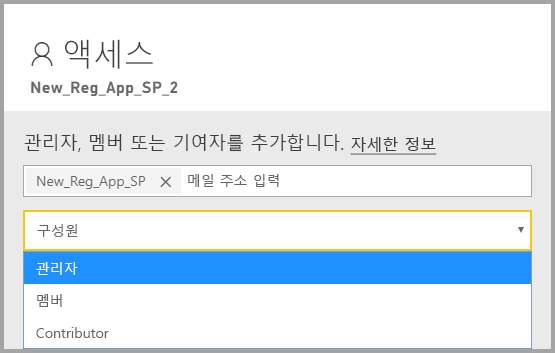 액세스
New_Reg_App_SP_2
관리자, 멤버 또는 기여자를 추가합니다. 자세한 정보
New_Reg_App_SP × 메일 주소 입력
구성원
관리자
멤버
Contributor